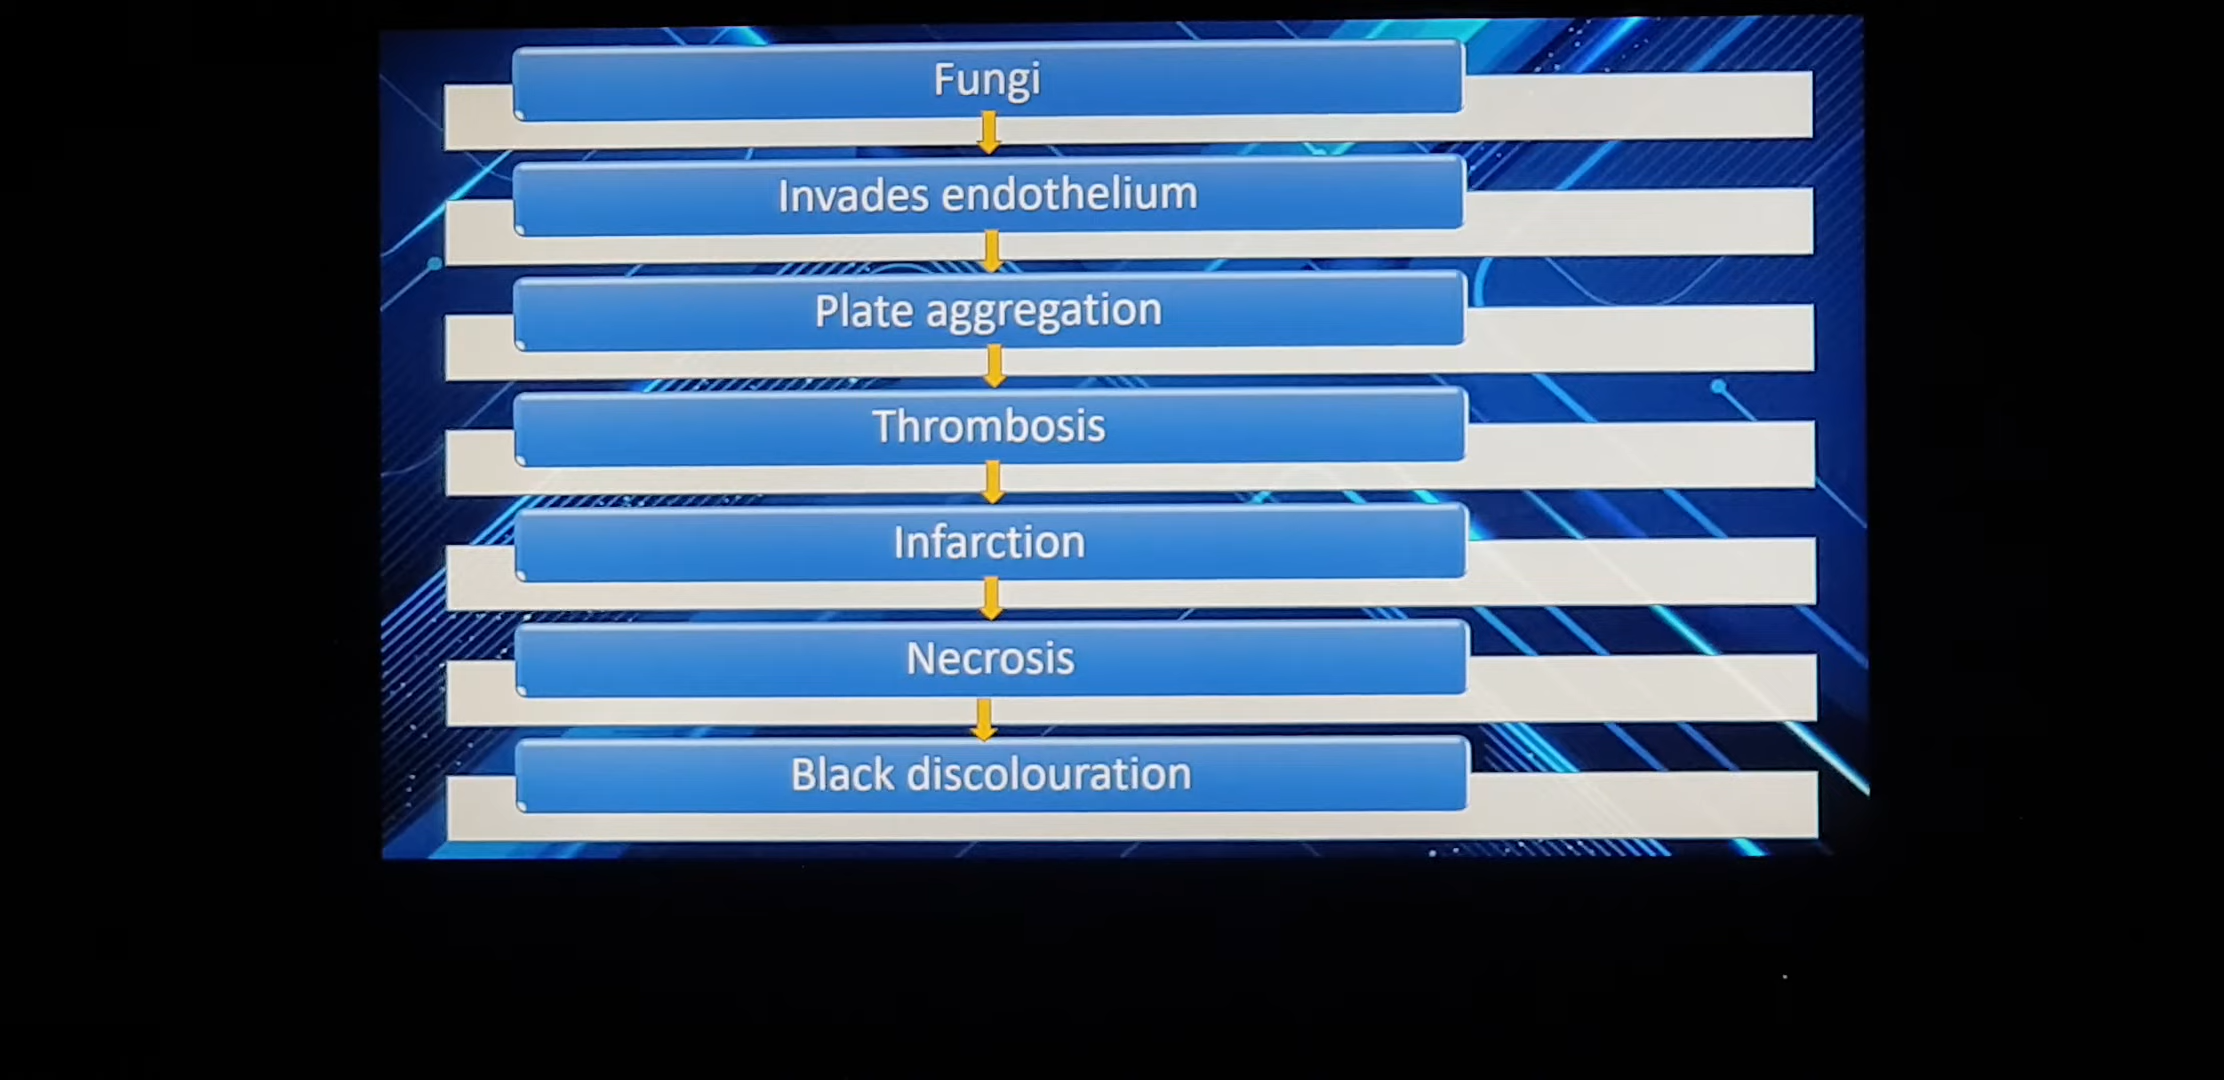 Fungi
Invades endothelium
Plate aggregation
Thrombosis
Infarction
Necrosis
Black discolouration